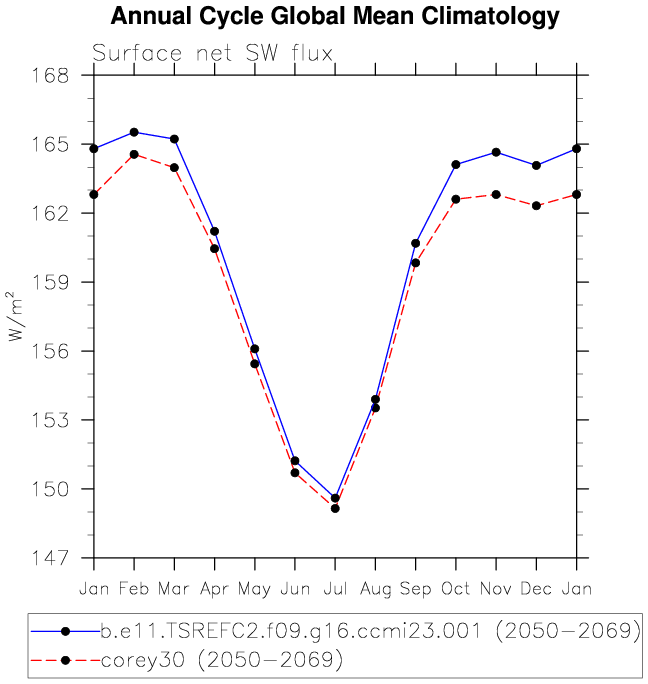 Annual Cycle Global Mean Climatology
Surface net SW flux
168
165
162
159
156
153
150
147
W/m²
Jan Feb Mar Apr May Jun Jul Aug Sep Oct Nov Dec Jan
b.e11.TSREFC2.f09.g16.ccmi23.001 (2050−2069)
corey30 (2050−2069)